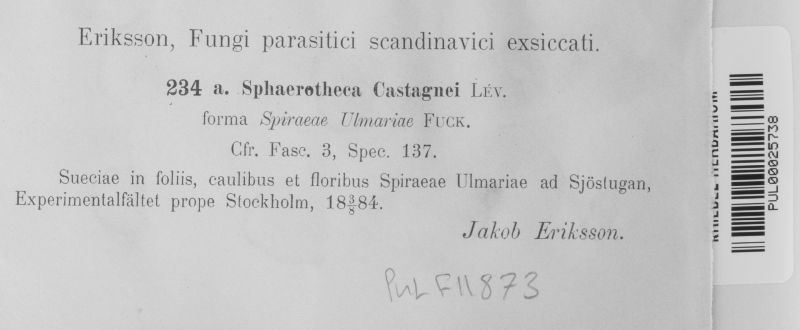 Eriksson, Fungi parasitici scandinavici exsiccati.
234 a. Sphaerotheca Castagnei Lév.
forma Spiraeae Ulmariae Fuck.
Cfr. Fasc. 3, Spec. 137.
Sueciae in foliis, caulibus et floribus Spiraeae Ulmariae ad Sjöstugan,
Experimentalfältet prope Stockholm, 18 3/8 84.
Jakob Eriksson.
PUL F11873
KRIEBEL HERBARIUM
PUL00025738